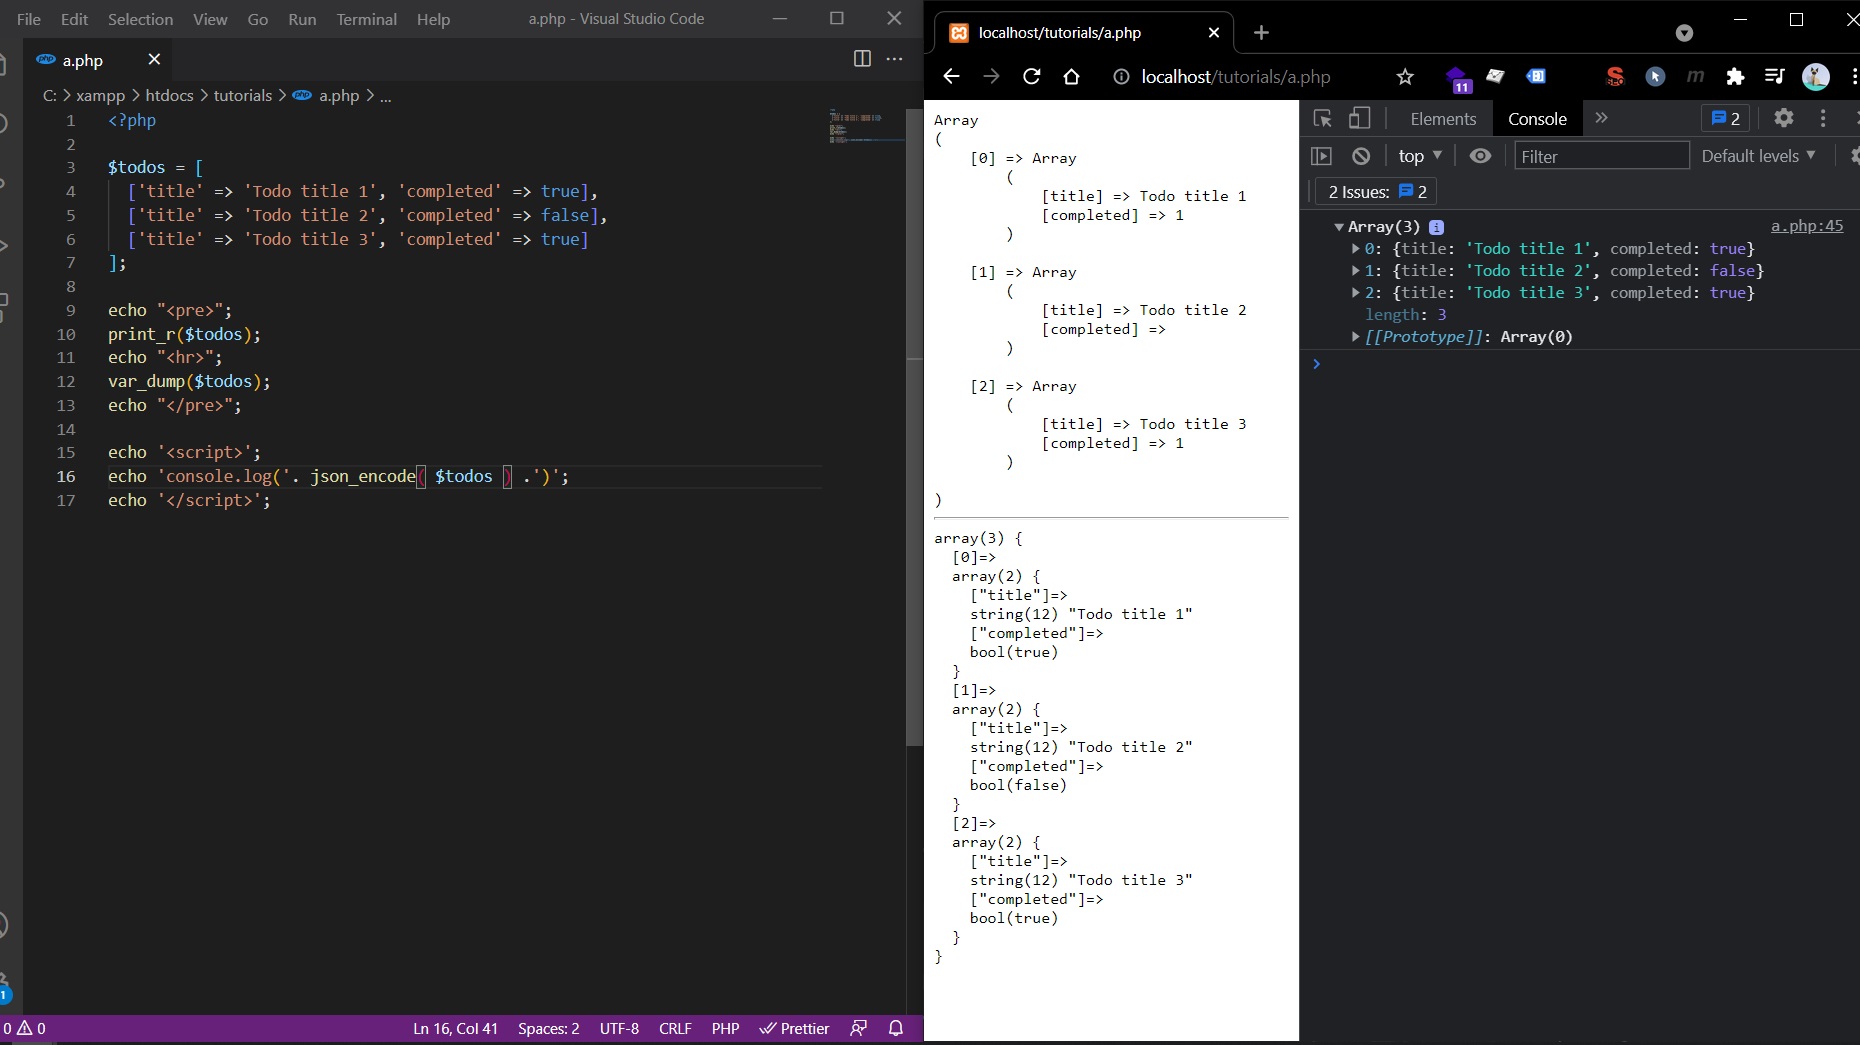 File Edit Selection View Go Run Terminal Help a.php - Visual Studio Code
a.php
C: > xampp > htdocs > tutorials > a.php > ...
1 <?php
2
3 $todos = [
4 ['title' => 'Todo title 1', 'completed' => true],
5 ['title' => 'Todo title 2', 'completed' => false],
6 ['title' => 'Todo title 3', 'completed' => true]
7 ];
8
9 echo "<pre>";
10 print_r($todos);
11 echo "<hr>";
12 var_dump($todos);
13 echo "</pre>";
14
15 echo '<script>';
16 echo 'console.log('. json_encode( $todos ) .')';
17 echo '</script>';
1
0 0 Ln 16, Col 41 Spaces: 2 UTF-8 CRLF PHP Prettier
localhost/tutorials/a.php
localhost/tutorials/a.php
11
SEO
m
Array
(
[0] => Array
(
[title] => Todo title 1
[completed] => 1
)
[1] => Array
(
[title] => Todo title 2
[completed] =>
)
[2] => Array
(
[title] => Todo title 3
[completed] => 1
)
)
array(3) {
[0]=>
array(2) {
["title"]=>
string(12) "Todo title 1"
["completed"]=>
bool(true)
}
[1]=>
array(2) {
["title"]=>
string(12) "Todo title 2"
["completed"]=>
bool(false)
}
[2]=>
array(2) {
["title"]=>
string(12) "Todo title 3"
["completed"]=>
bool(true)
}
}
Elements Console 2
top Filter Default levels
2 Issues: 2
Array(3) i a.php:45
0: {title: 'Todo title 1', completed: true}
1: {title: 'Todo title 2', completed: false}
2: {title: 'Todo title 3', completed: true}
length: 3
[[Prototype]]: Array(0)